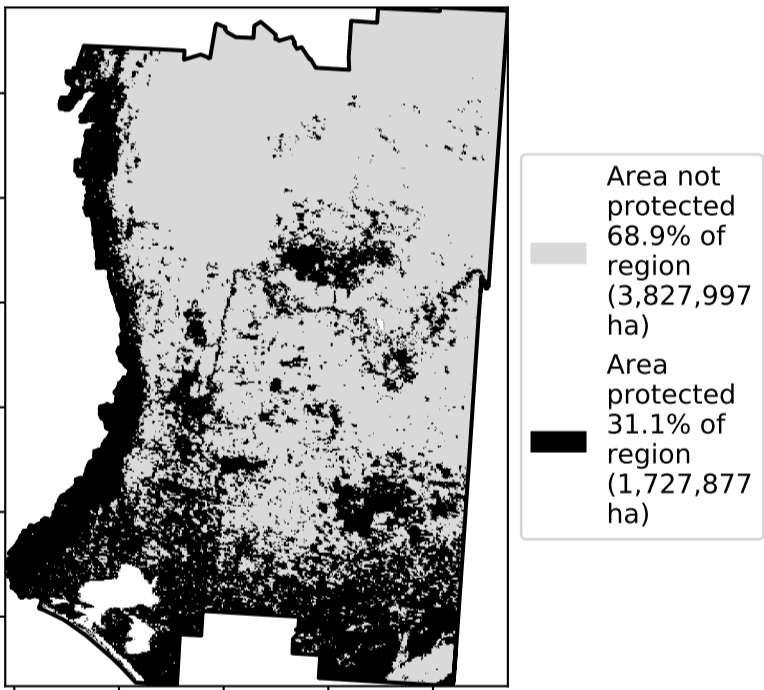 Area not
protected
68.9% of
region
(3,827,997
ha)
Area
protected
31.1% of
region
(1,727,877
ha)